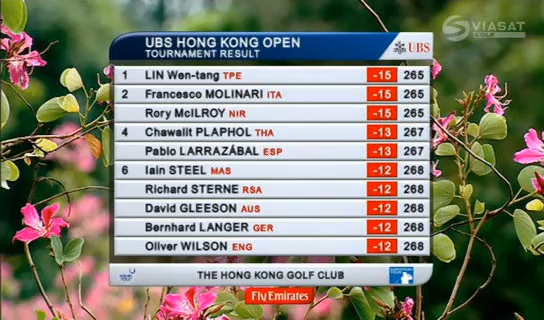 VIASAT
GOLF
UBS HONG KONG OPEN
TOURNAMENT RESULT
UBS
1 LIN Wen-tang TPE -15 265
2 Francesco MOLINARI ITA -15 265
Rory McILROY NIR -15 265
4 Chawalit PLAPHOL THA -13 267
Pablo LARRAZÁBAL ESP -13 267
6 Iain STEEL MAS -12 268
Richard STERNE RSA -12 268
David GLEESON AUS -12 268
Bernhard LANGER GER -12 268
Oliver WILSON ENG -12 268
THE HONG KONG GOLF CLUB
Fly Emirates